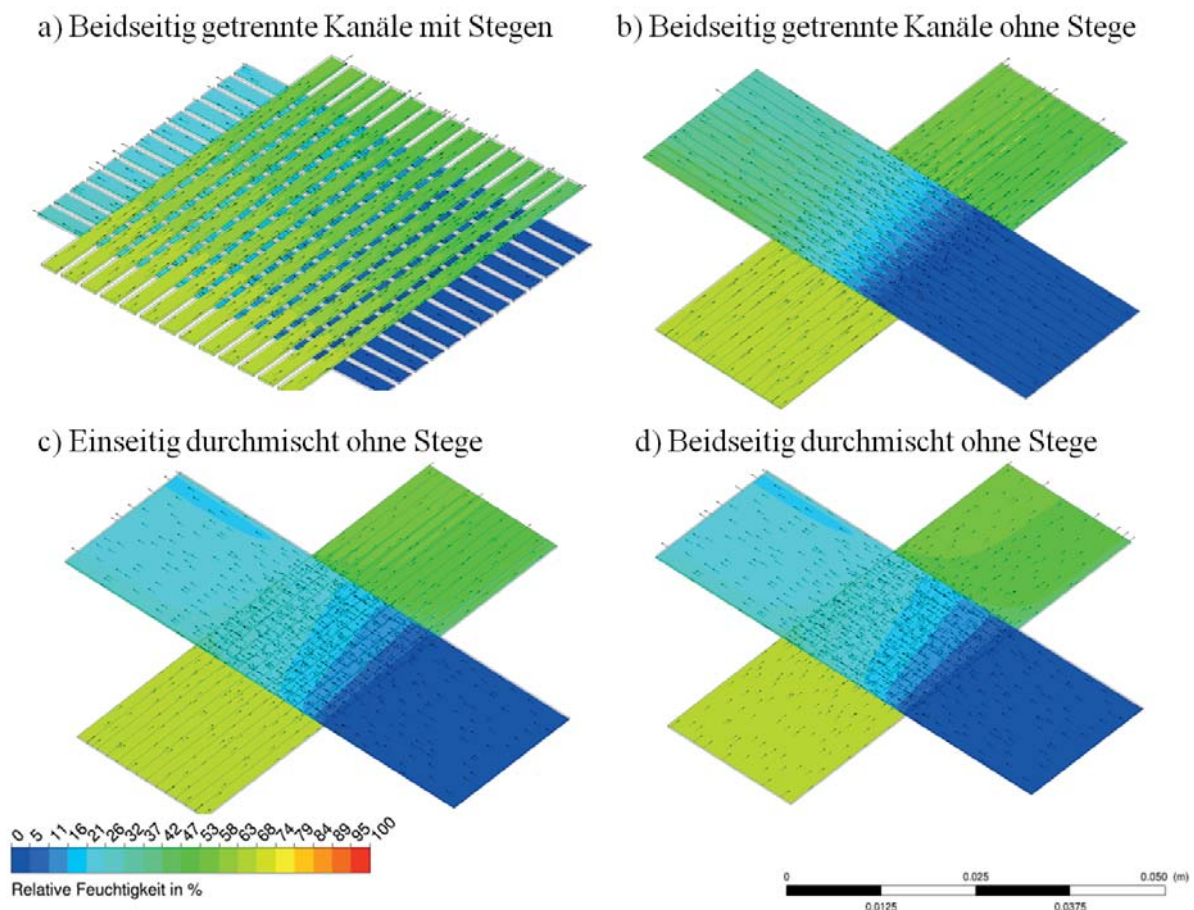 a) Beidseitig getrennte Kanäle mit Stegen
b) Beidseitig getrennte Kanäle ohne Stege
c) Einseitig durchmischt ohne Stege
d) Beidseitig durchmischt ohne Stege
0 5 11 16 21 26 32 37 42 47 53 58 63 68 74 79 84 89 95 100
Relative Feuchtigkeit in %
0 0.025 0.050 (m)
0.0125 0.0375